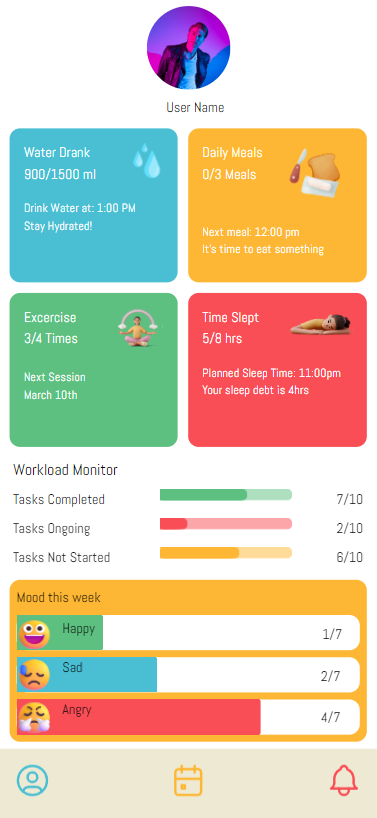 User Name
Water Drank
900/1500 ml
Drink Water at: 1:00 PM
Stay Hydrated!
Daily Meals
0/3 Meals
Next meal: 12:00 pm
It's time to eat something
Excercise
3/4 Times
Next Session
March 10th
Time Slept
5/8 hrs
Planned Sleep Time: 11:00pm
Your sleep debt is 4hrs
Workload Monitor
Tasks Completed 7/10
Tasks Ongoing 2/10
Tasks Not Started 6/10
Mood this week
Happy 1/7
Sad 2/7
Angry 4/7